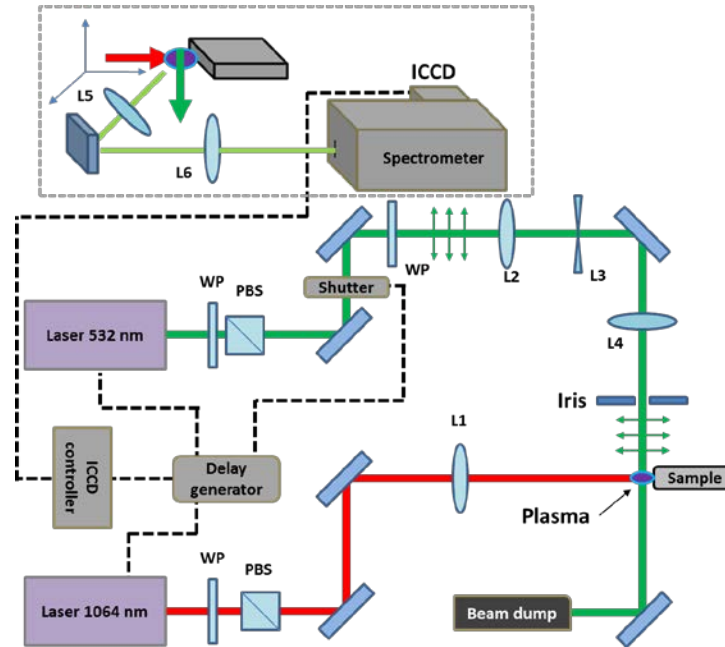 ICCD
L5
Spectrometer
L6
WP
L2
L3
WP
PBS
Shutter
Laser 532 nm
L4
Iris
L1
ICCD
controller
Delay
generator
Sample
Plasma
WP
PBS
Laser 1064 nm
Beam dump